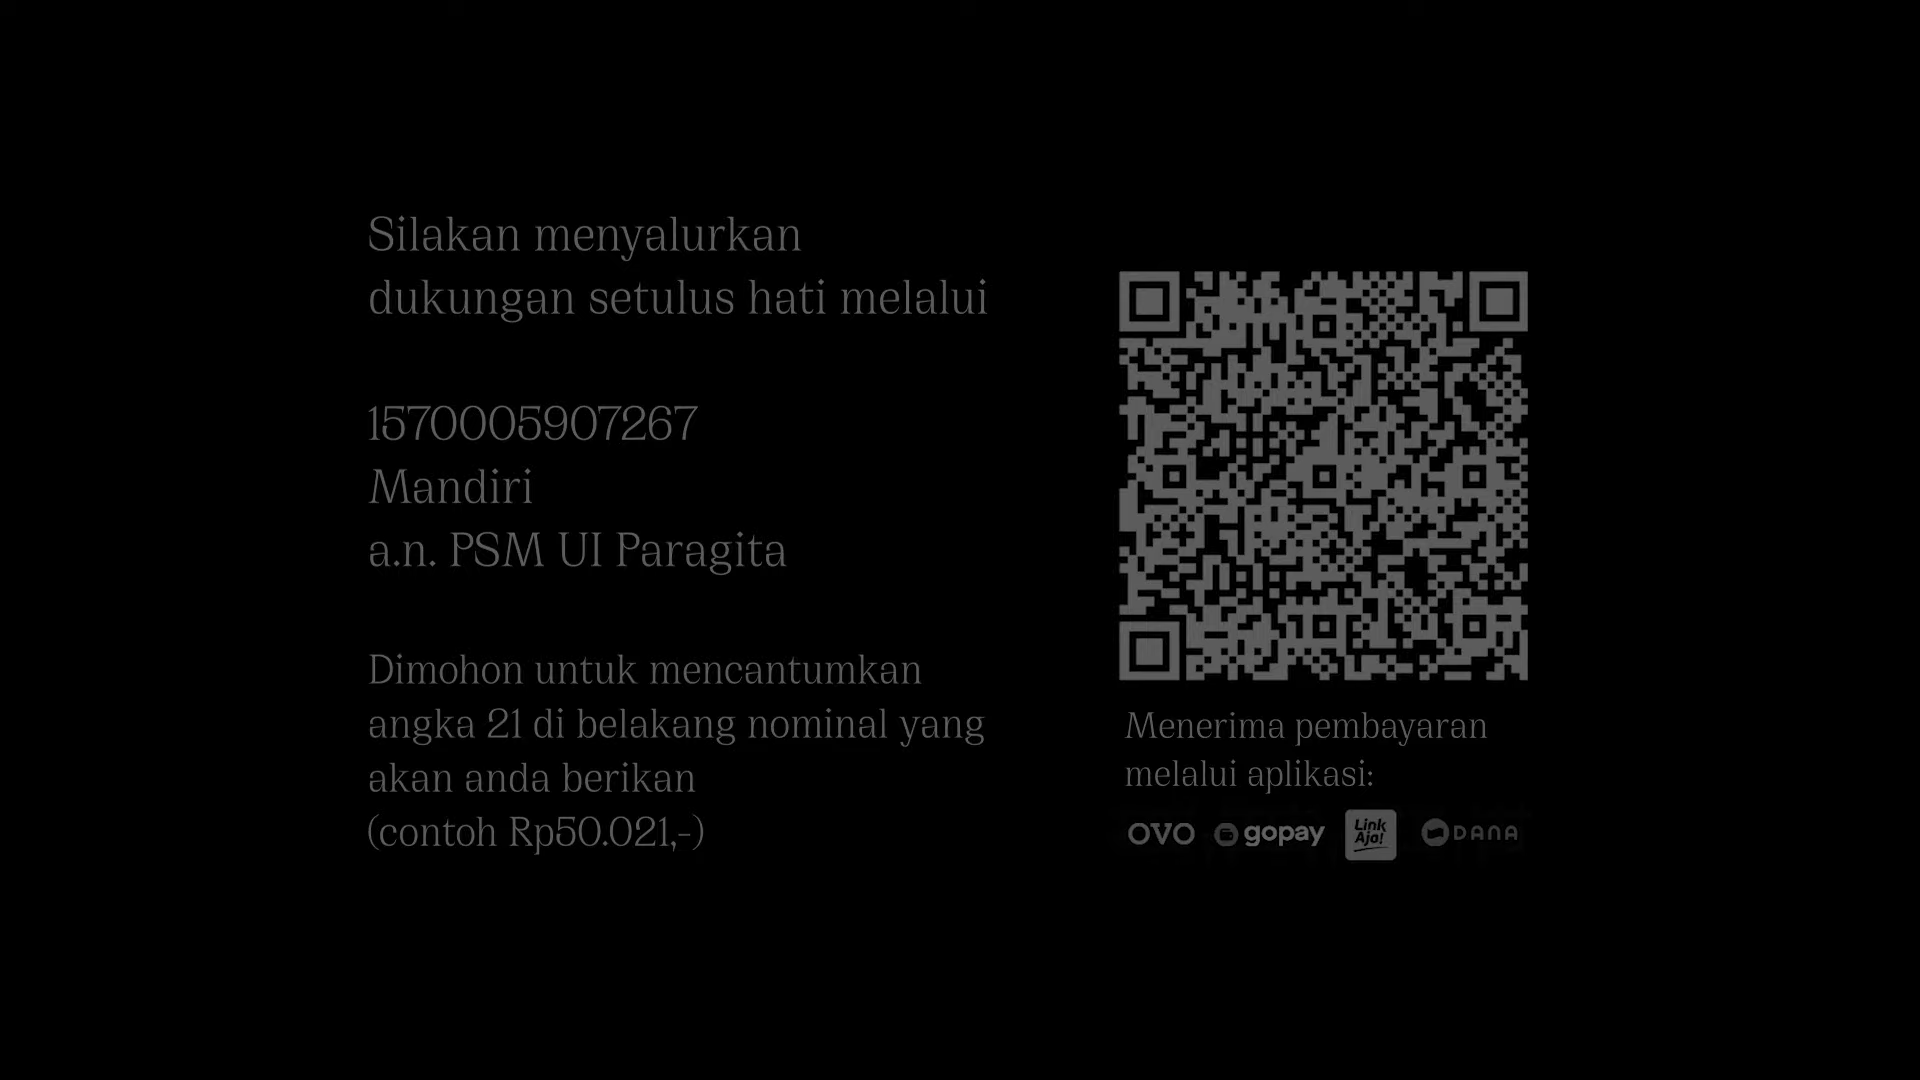 Silakan menyalurkan
dukungan setulus hati melalui
1570005907267
Mandiri
a.n. PSM UI Paragita
Dimohon untuk mencantumkan
angka 21 di belakang nominal yang
akan anda berikan
(contoh Rp50.021,-)
Menerima pembayaran
melalui aplikasi:
OVO gopay Link Aja! DANA